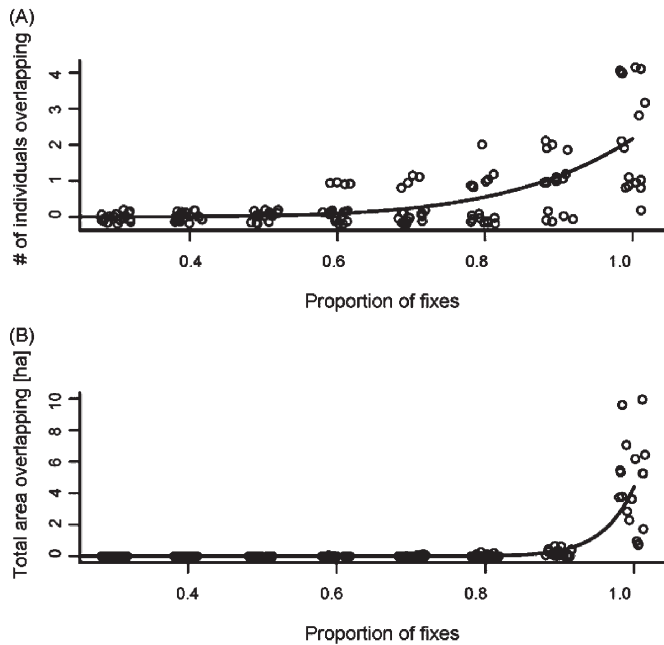 (A)
# of individuals overlapping
4
3
2
1
0
0.4 0.6 0.8 1.0
Proportion of fixes
(B)
Total area overlapping [ha]
10
8
6
4
2
0
0.4 0.6 0.8 1.0
Proportion of fixes